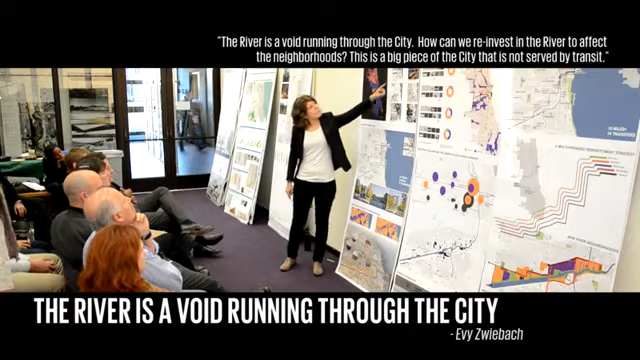 "The River is a void running through the City. How can we re-invest in the River to affect
the neighborhoods? This is a big piece of the City that is not served by transit."
THE RIVER IS A VOID RUNNING THROUGH THE CITY
- Evy Zwiebach